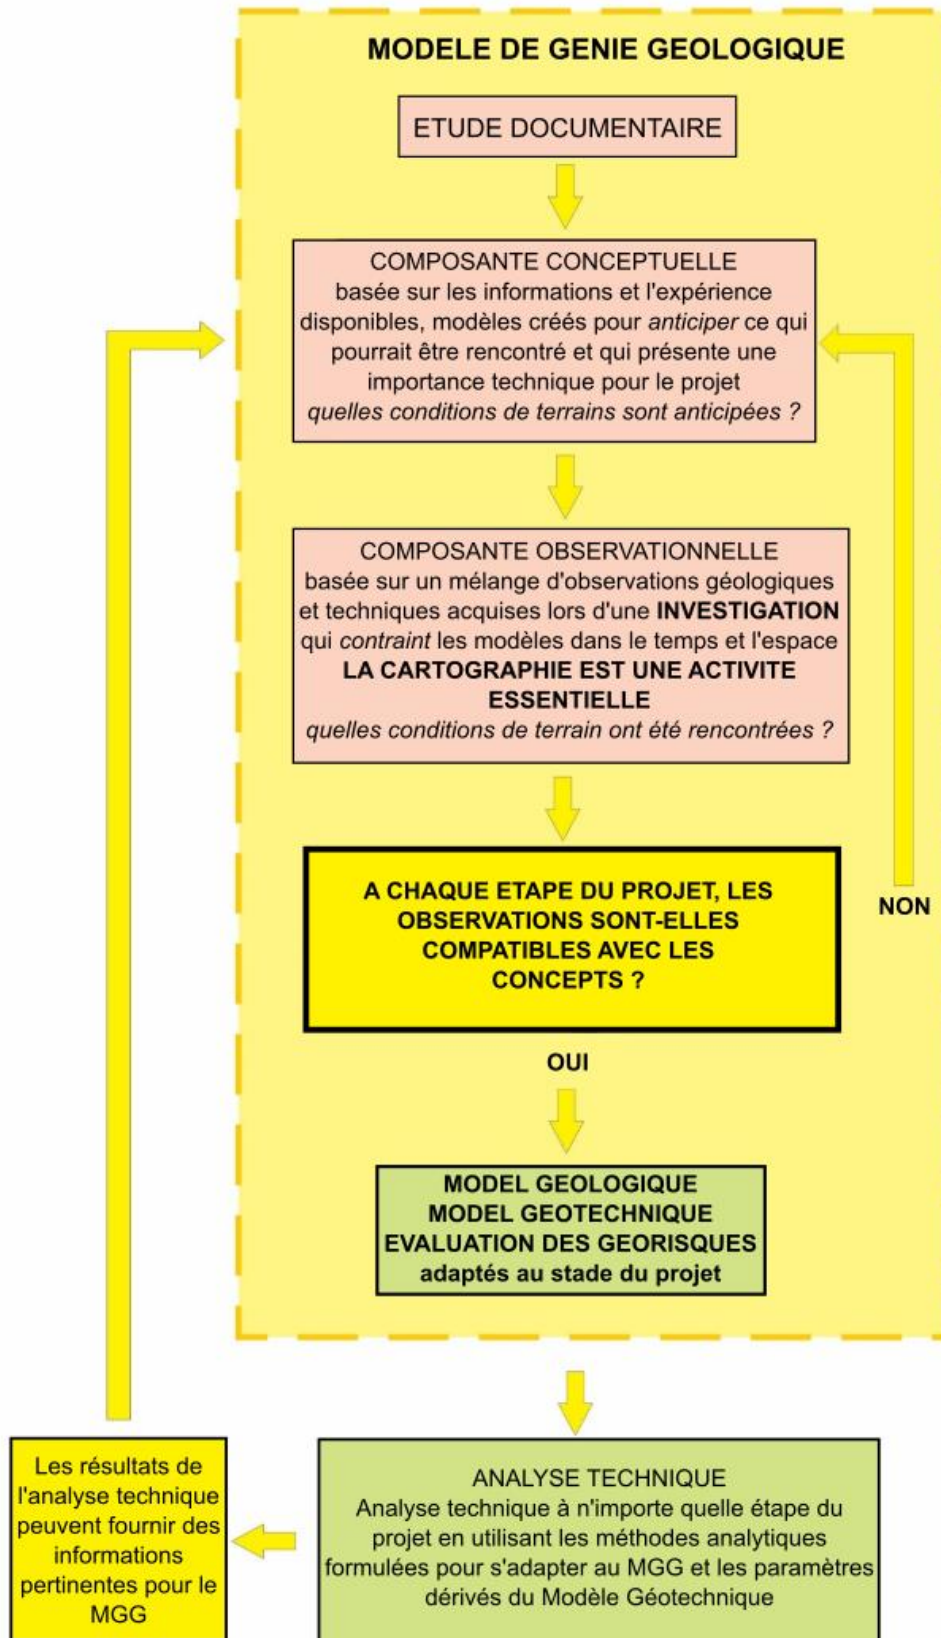 MODELE DE GENIE GEOLOGIQUE
ETUDE DOCUMENTAIRE
COMPOSANTE CONCEPTUELLE
basée sur les informations et l'expérience
disponibles, modèles créés pour anticiper ce qui
pourrait être rencontré et qui présente une
importance technique pour le projet
quelles conditions de terrains sont anticipées ?
COMPOSANTE OBSERVATIONNELLE
basée sur un mélange d'observations géologiques
et techniques acquises lors d'une INVESTIGATION
qui contraint les modèles dans le temps et l'espace
LA CARTOGRAPHIE EST UNE ACTIVITE
ESSENTIELLE
quelles conditions de terrain ont été rencontrées ?
A CHAQUE ETAPE DU PROJET, LES
OBSERVATIONS SONT-ELLES
COMPATIBLES AVEC LES
CONCEPTS ?
NON
OUI
MODEL GEOLOGIQUE
MODEL GEOTECHNIQUE
EVALUATION DES GEORISQUES
adaptés au stade du projet
ANALYSE TECHNIQUE
Analyse technique à n'importe quelle étape du
projet en utilisant les méthodes analytiques
formulées pour s'adapter au MGG et les paramètres
dérivés du Modèle Géotechnique
Les résultats de
l'analyse technique
peuvent fournir des
informations
pertinentes pour le
MGG